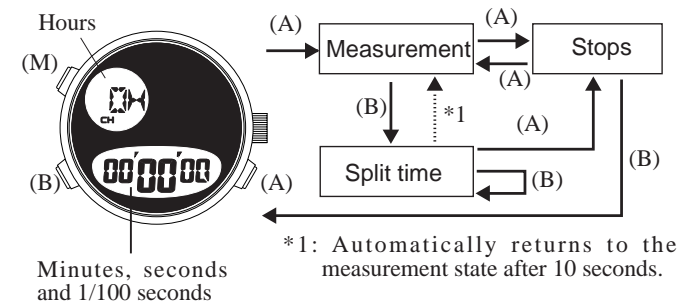 Hours
(M)
(B)
(A)
0H
CH
00'00"00
Minutes, seconds
and 1/100 seconds
(A)
Measurement
(A)
(A)
Stops
(B)
*1
(A)
(B)
Split time
(B)
*1: Automatically returns to the
measurement state after 10 seconds.